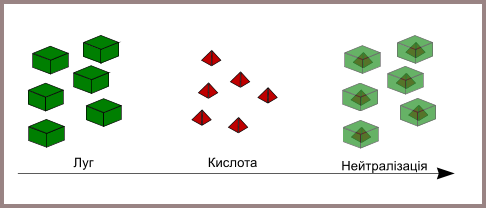 Луг
Кислота
Нейтралізація